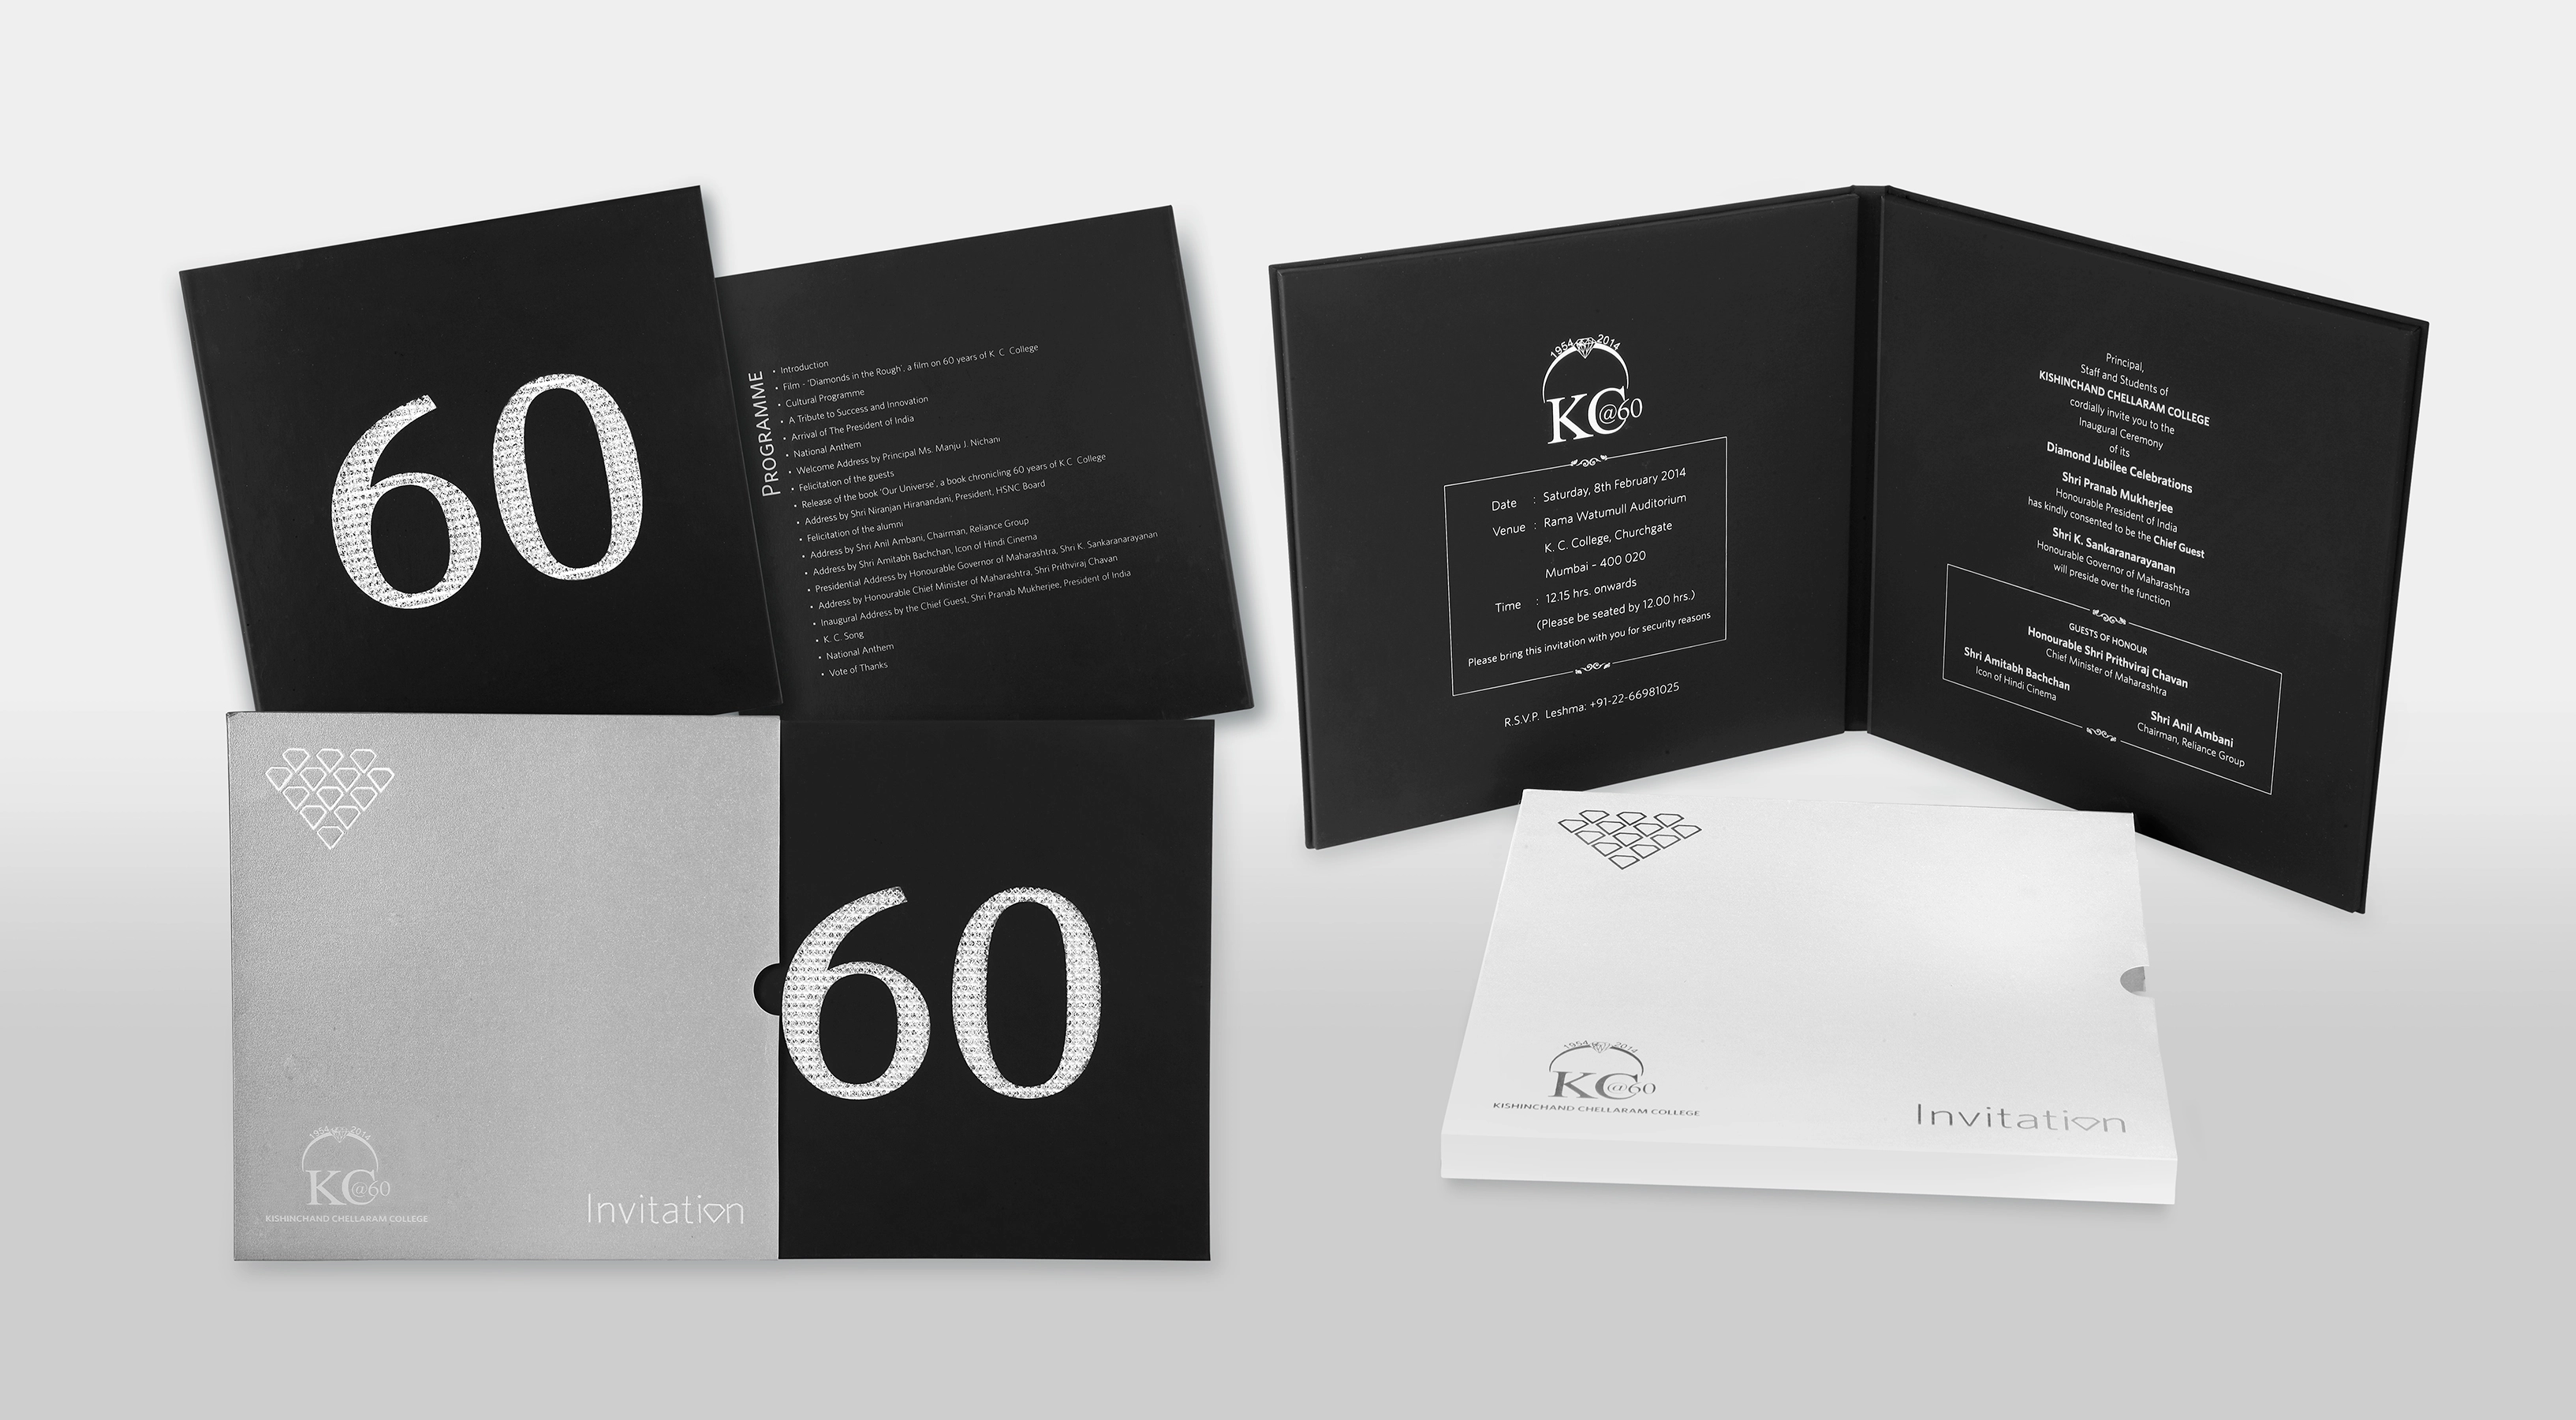 60
PROGRAMME
• Introduction
• Film - 'Diamonds in the Rough', a film on 60 years of K C College
• Cultural Programme
• A Tribute to Success and Innovation
• Arrival of The President of India
• National Anthem
• Welcome Address by Principal Ms. Manju J. Nichani
• Felicitation of the guests
• Release of the book 'Our Universe', a book chronicling 60 years of K C College
• Address by Shri Niranjan Hiranandani, President, HSNC Board
• Felicitation of the alumni
• Address by Shri Anil Ambani, Chairman, Reliance Group
• Address by Shri Amitabh Bachchan, Icon of Hindi Cinema
• Presidential Address by Honourable Governor of Maharashtra, Shri K. Sankaranarayanan
• Address by Honourable Chief Minister of Maharashtra, Shri Prithviraj Chavan
• Inaugural Address by the Chief Guest, Shri Pranab Mukherjee, President of India
• K. C. Song
• National Anthem
• Vote of Thanks
1954 2014
KC@60
KISHINCHAND CHELLARAM COLLEGE
Invitation
60
1954 2014
KC@60
Date : Saturday, 8th February 2014
Venue : Rama Watumull Auditorium
K. C. College, Churchgate
Mumbai - 400 020
Time : 12.15 hrs. onwards
(Please be seated by 12.00 hrs.)
Please bring this invitation with you for security reasons
R.S.V.P. Leshma: +91-22-66981025
Principal,
Staff and Students of
KISHINCHAND CHELLARAM COLLEGE
cordially invite you to the
Inaugural Ceremony
of its
Diamond Jubilee Celebrations
Shri Pranab Mukherjee
Honourable President of India
has kindly consented to be the Chief Guest
Shri K. Sankaranarayanan
Honourable Governor of Maharashtra
will preside over the function
GUESTS OF HONOUR
Honourable Shri Prithviraj Chavan
Chief Minister of Maharashtra
Shri Amitabh Bachchan
Icon of Hindi Cinema
Shri Anil Ambani
Chairman, Reliance Group
1954 2014
KC@60
KISHINCHAND CHELLARAM COLLEGE
Invitation